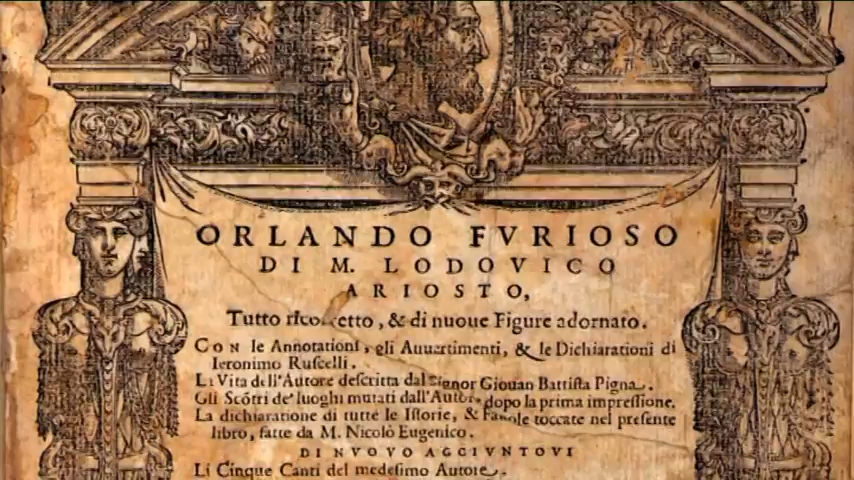 ORLANDO FVRIOSO
DI M. LODOVICO
ARIOSTO,
Tutto ricorretto, & di nuoue Figure adornato.
CON le Annotationi, gli Auuertimenti, & le Dichiarationi di
Ieronimo Ruſcelli.
La Vita dell'Autore deſcritta dal Signor Giouan Battiſta Pigna.
Gli Scōtri de' luoghi mutati dall'Autore dopo la prima impreſſione.
La dichiaratione di tutte le Iſtorie, & Fauole toccate nel preſente
libro, fatte da M. Nicolò Eugenico.
DI NVOVO AGGIVNTOVI
Li Cinque Canti del medeſimo Autore.